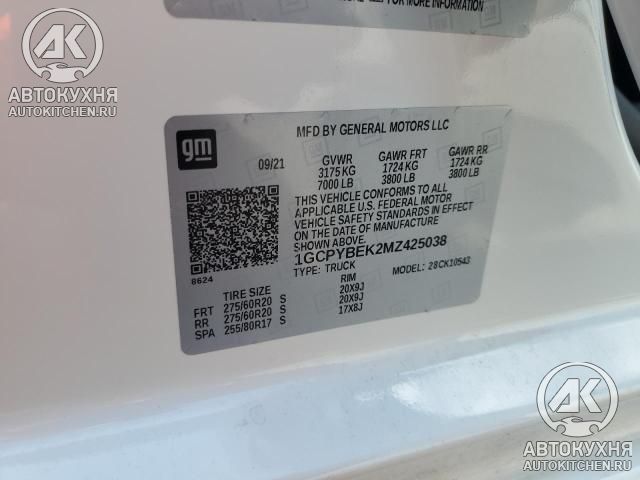 FOR MORE INFORMATION
AK
АВТОКУХНЯ
AUTOKITCHEN.RU
gm
MFD BY GENERAL MOTORS LLC
09/21 GVWR GAWR FRT GAWR RR
3175 KG 1724 KG 1724 KG
7000 LB 3800 LB 3800 LB
THIS VEHICLE CONFORMS TO ALL
APPLICABLE U.S. FEDERAL MOTOR
VEHICLE SAFETY STANDARDS IN EFFECT
ON THE DATE OF MANUFACTURE
SHOWN ABOVE.
1GCPYBEK2MZ425038
TYPE: TRUCK MODEL: 28CK10543
8624
TIRE SIZE RIM
FRT 275/60R20 S 20X9J
RR 275/60R20 S 20X9J
SPA 255/80R17 S 17X8J
AK
АВТОКУХНЯ
AUTOKITCHEN.RU